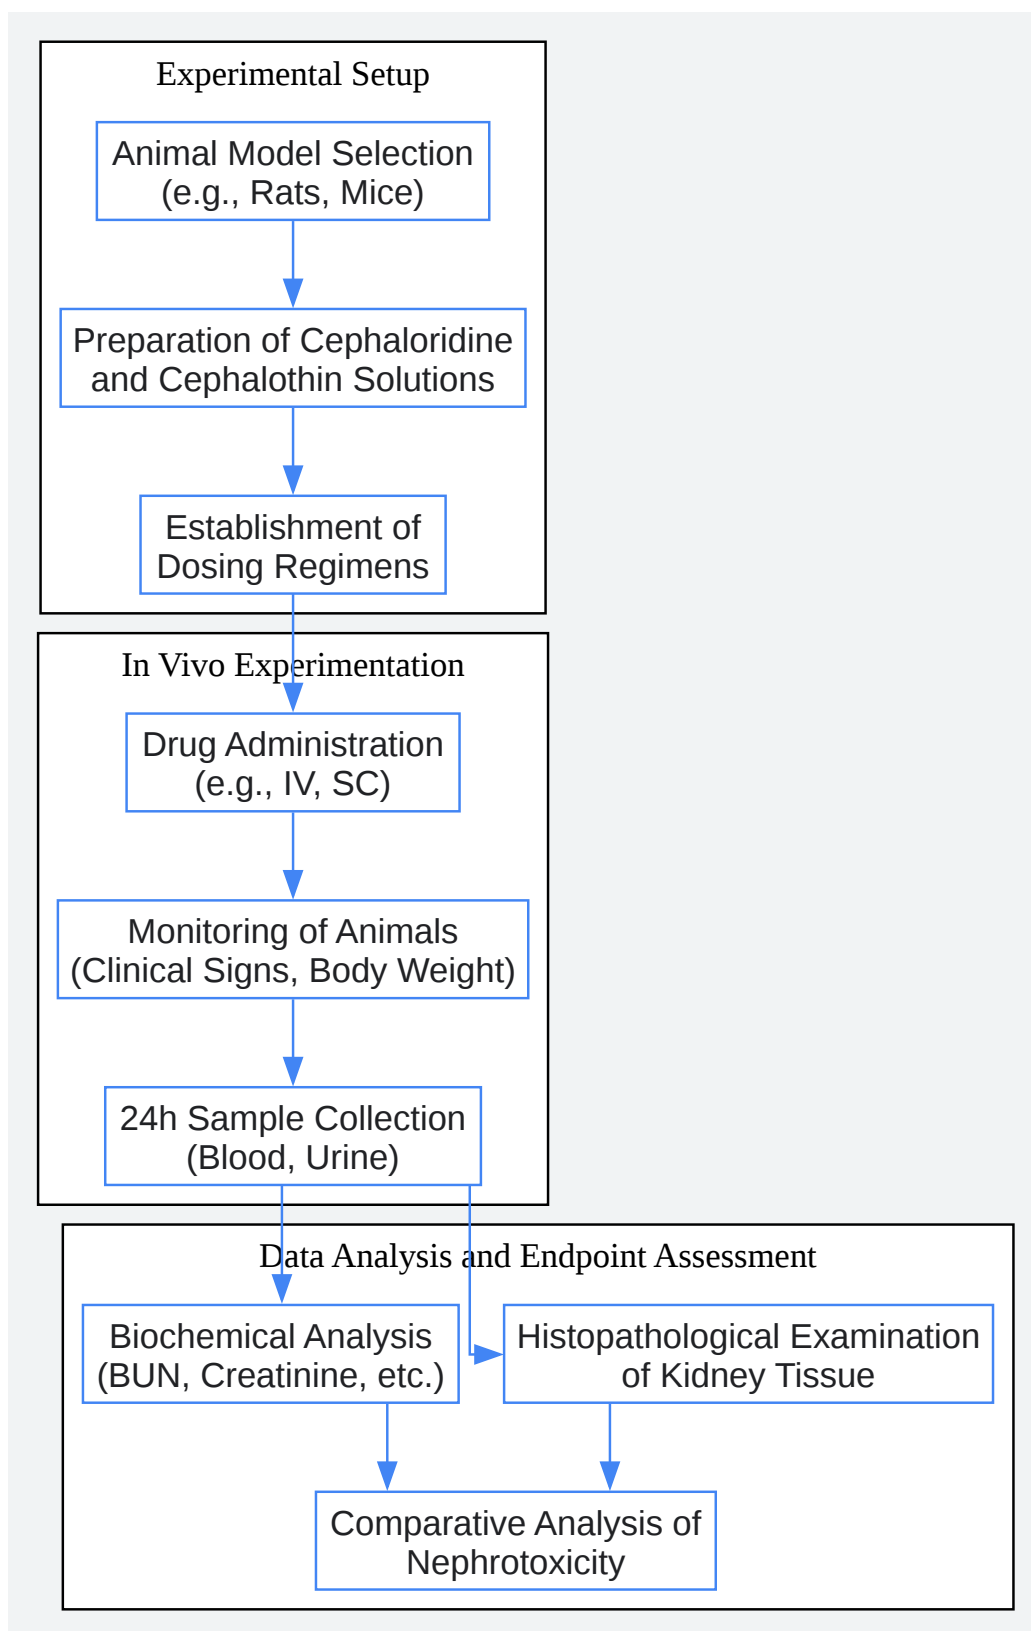 Experimental Setup
Animal Model Selection
(e.g., Rats, Mice)
Preparation of Cephaloridine
and Cephalothin Solutions
Establishment of
Dosing Regimens
In Vivo Experimentation
Drug Administration
(e.g., IV, SC)
Monitoring of Animals
(Clinical Signs, Body Weight)
24h Sample Collection
(Blood, Urine)
Data Analysis and Endpoint Assessment
Biochemical Analysis
(BUN, Creatinine, etc.)
Histopathological Examination
of Kidney Tissue
Comparative Analysis of
Nephrotoxicity